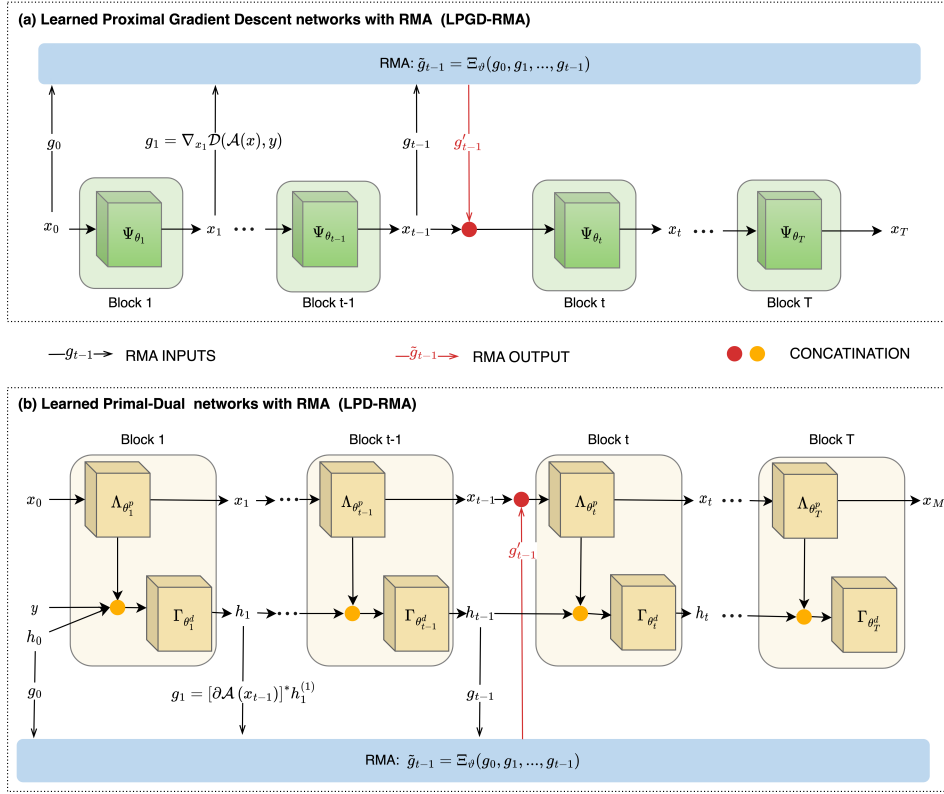 (a) Learned Proximal Gradient Descent networks with RMA (LPGD-RMA)
RMA: g̃_{t−1} = Ξ_ϑ(g_0, g_1, ..., g_{t−1})
g_0
g_1 = ∇_{x_1} 𝒟(𝒜(x), y)
g_{t−1}
g′_{t−1}
x_0
Ψ_{θ_1}
x_1
...
Ψ_{θ_{t−1}}
x_{t−1}
Ψ_{θ_t}
x_t
...
Ψ_{θ_T}
x_T
Block 1
Block t-1
Block t
Block T
g_{t−1}
RMA INPUTS
g̃_{t−1}
RMA OUTPUT
CONCATINATION
(b) Learned Primal-Dual networks with RMA (LPD-RMA)
Block 1
Block t-1
Block t
Block T
x_0
Λ_{θ_1^p}
x_1
...
Λ_{θ_{t−1}^p}
x_{t−1}
Λ_{θ_t^p}
x_t
...
Λ_{θ_T^p}
x_M
g′_{t−1}
y
h_0
Γ_{θ_1^d}
h_1
...
Γ_{θ_{t−1}^d}
h_{t−1}
Γ_{θ_t^d}
h_t
...
Γ_{θ_T^d}
g_0
g_1 = [∂𝒜(x_{t−1})]^* h_1^{(1)}
g_{t−1}
RMA: g̃_{t−1} = Ξ_ϑ(g_0, g_1, ..., g_{t−1})